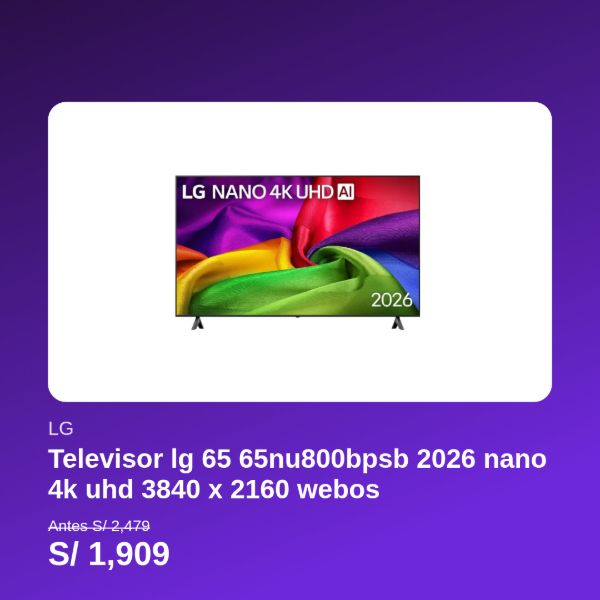 LG NANO 4K UHD AI
2026
LG
Televisor lg 65 65nu800bpsb 2026 nano
4k uhd 3840 x 2160 webos
Antes S/ 2,479
S/ 1,909